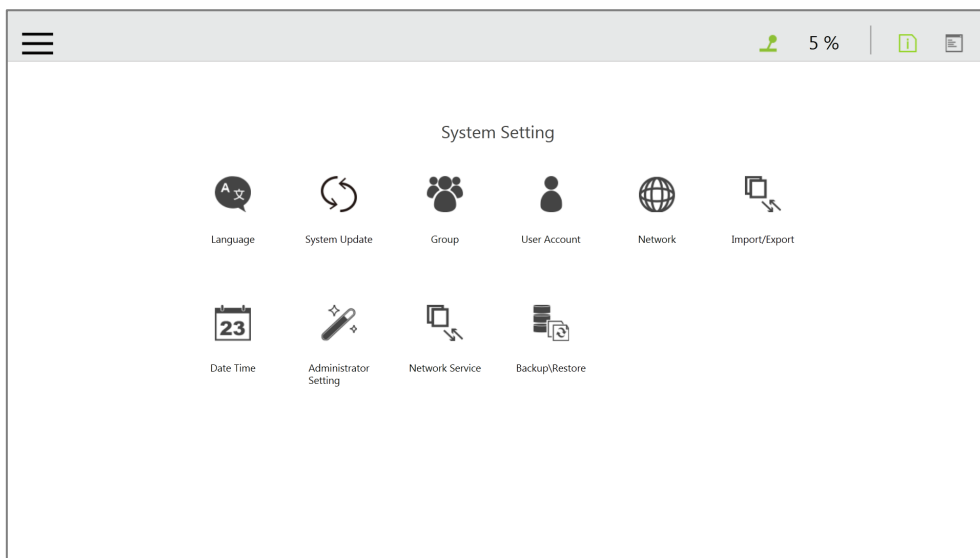 5 %
System Setting
Language
System Update
Group
User Account
Network
Import/Export
23
Date Time
Administrator
Setting
Network Service
Backup\Restore